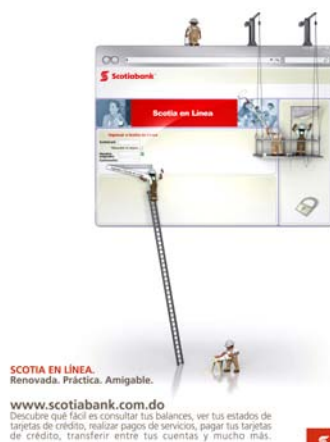 Scotiabank
Scotia en Línea
SCOTIA EN LÍNEA.
Renovada. Práctica. Amigable.
www.scotiabank.com.do
Descubre qué fácil es consultar tus balances, ver tus estados de
tarjetas de crédito, realizar pagos de servicios, pagar tus tarjetas
de crédito, transferir entre tus cuentas y mucho más.